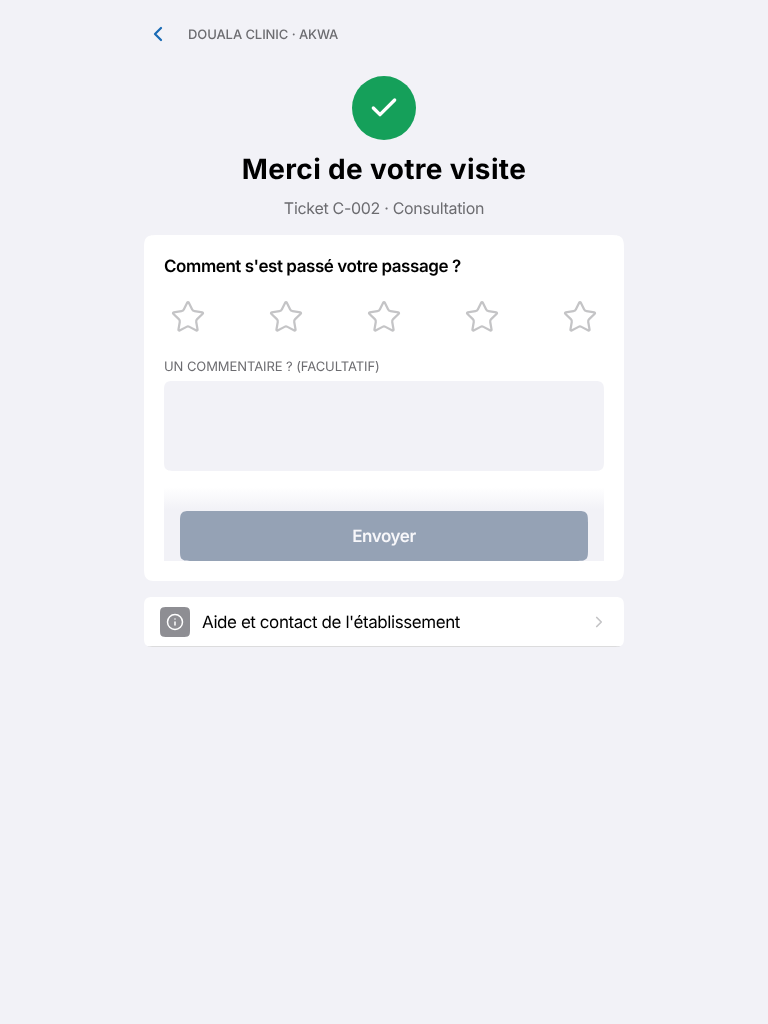 DOUALA CLINIC · AKWA
Merci de votre visite
Ticket C-002 · Consultation
Comment s'est passé votre passage ?
UN COMMENTAIRE ? (FACULTATIF)
Envoyer
Aide et contact de l'établissement